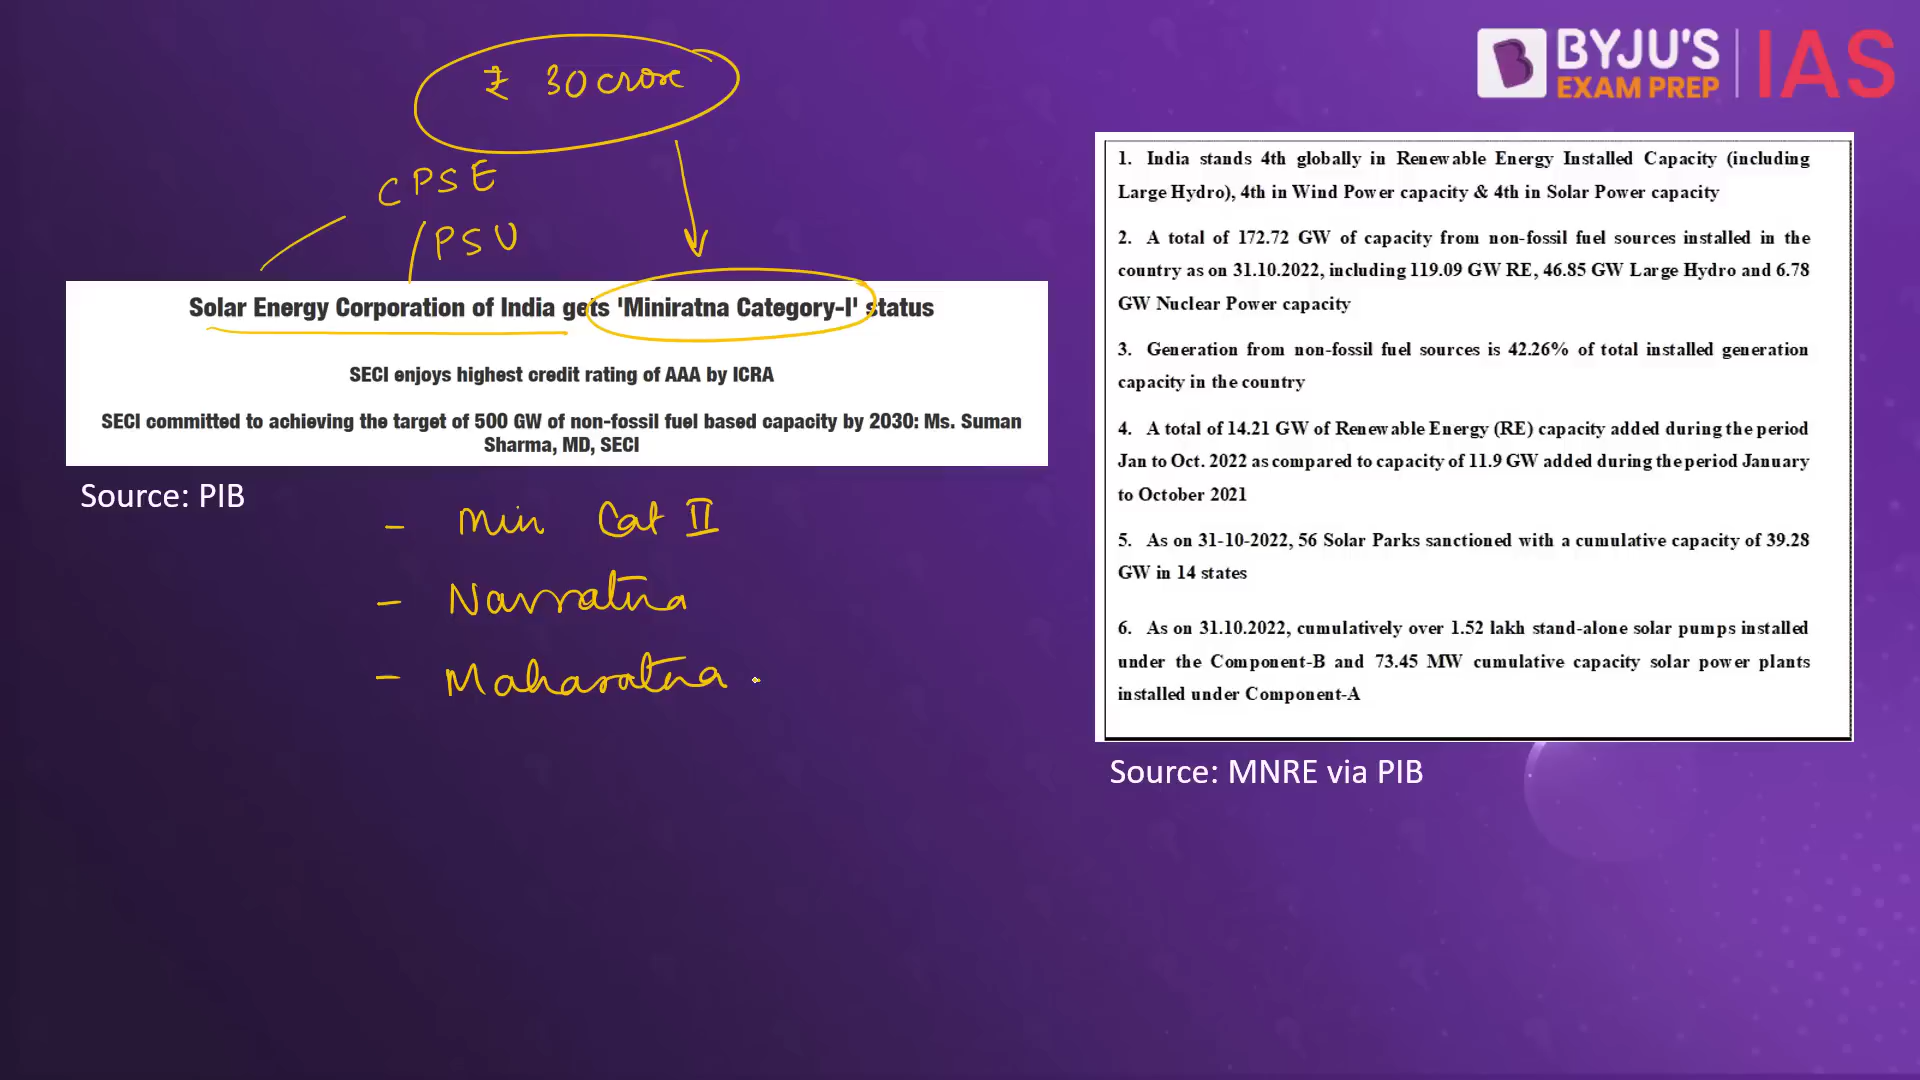 ₹ 30 crore
CPSE
/PSU
Solar Energy Corporation of India gets 'Miniratna Category-I' status
SECI enjoys highest credit rating of AAA by ICRA
SECI committed to achieving the target of 500 GW of non-fossil fuel based capacity by 2030: Ms. Suman
Sharma, MD, SECI
Source: PIB
- Min Cat II
- Navratna
- Maharatna
BYJU'S
EXAM PREP
IAS
1. India stands 4th globally in Renewable Energy Installed Capacity (including
Large Hydro), 4th in Wind Power capacity & 4th in Solar Power capacity
2. A total of 172.72 GW of capacity from non-fossil fuel sources installed in the
country as on 31.10.2022, including 119.09 GW RE, 46.85 GW Large Hydro and 6.78
GW Nuclear Power capacity
3. Generation from non-fossil fuel sources is 42.26% of total installed generation
capacity in the country
4. A total of 14.21 GW of Renewable Energy (RE) capacity added during the period
Jan to Oct. 2022 as compared to capacity of 11.9 GW added during the period January
to October 2021
5. As on 31-10-2022, 56 Solar Parks sanctioned with a cumulative capacity of 39.28
GW in 14 states
6. As on 31.10.2022, cumulatively over 1.52 lakh stand-alone solar pumps installed
under the Component-B and 73.45 MW cumulative capacity solar power plants
installed under Component-A
Source: MNRE via PIB